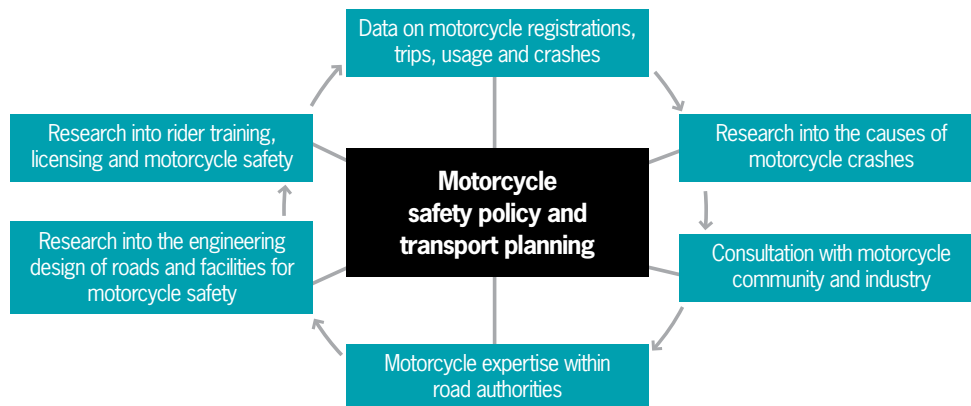 Data on motorcycle registrations,
trips, usage and crashes
Research into rider training,
licensing and motorcycle safety
Research into the causes of
motorcycle crashes
Motorcycle
safety policy and
transport planning
Research into the engineering
design of roads and facilities for
motorcycle safety
Consultation with motorcycle
community and industry
Motorcycle expertise within
road authorities